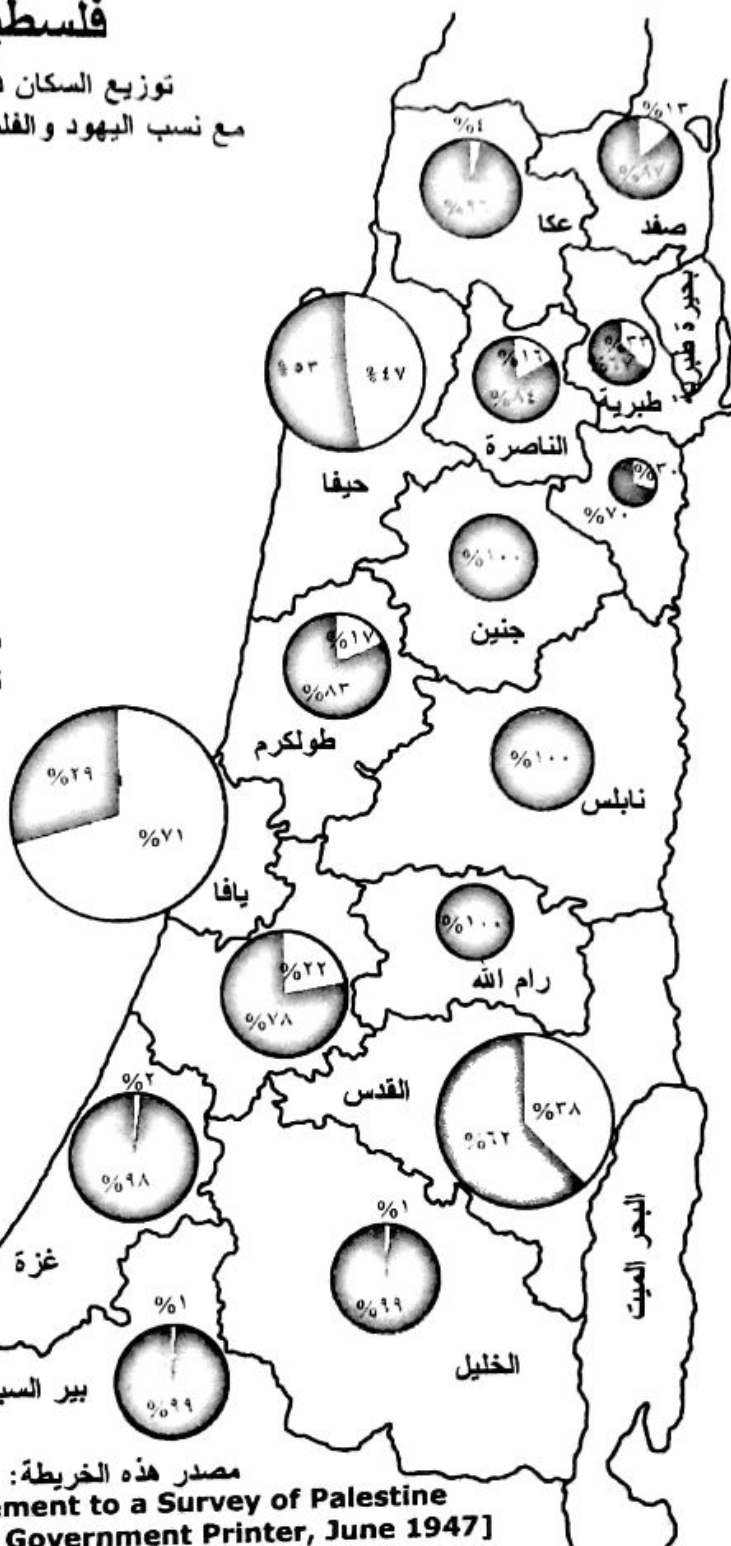 فلسطي
توزيع السكان
مع نسب اليهود والفل
%١٣
%٩٧
صفد
%٤
%٩٦
عكا
بحيرة طبرية
%٣٢
طبرية
%١٦
%٨٤
الناصرة
%٥٣
%٤٧
حيفا
%٣٠
%٧٠
%١٠٠
جنين
%١٧
%٨٣
طولكرم
%١٠٠
نابلس
%٢٩
%٧١
يافا
%١٠٠
رام الله
%٢٢
%٧٨
القدس
%٣٨
%٦٢
%٢
%٩٨
غزة
%١
%٩٩
الخليل
البحر الميت
%١
%٩٩
بير السب
مصدر هذه الخريطة:
ement to a Survey of Palestine
Government Printer, June 1947]